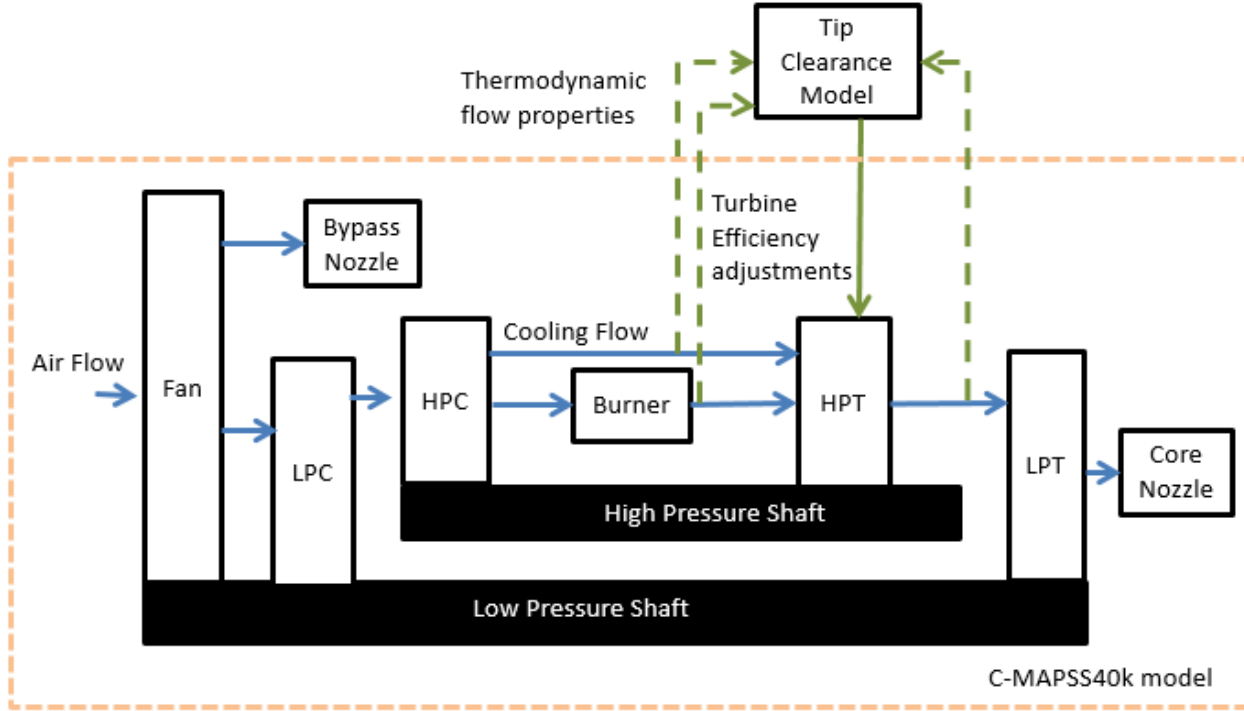 Tip
Clearance
Model
Thermodynamic
flow properties
Turbine
Efficiency
adjustments
Bypass
Nozzle
Air Flow
Fan
LPC
HPC
Cooling Flow
Burner
HPT
LPT
Core
Nozzle
High Pressure Shaft
Low Pressure Shaft
C-MAPSS40k model